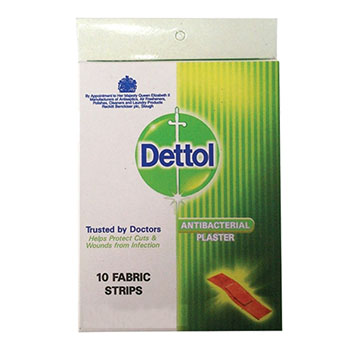 By Appointment to Her Majesty Queen Elizabeth II
Manufacturers of Antiseptics, Air Fresheners,
Polishes, Cleaners and Laundry Products
Reckitt Benckiser plc, Slough
Dettol
Trusted by Doctors
Helps Protect Cuts &
Wounds from Infection
ANTIBACTERIAL
PLASTER
10 FABRIC
STRIPS